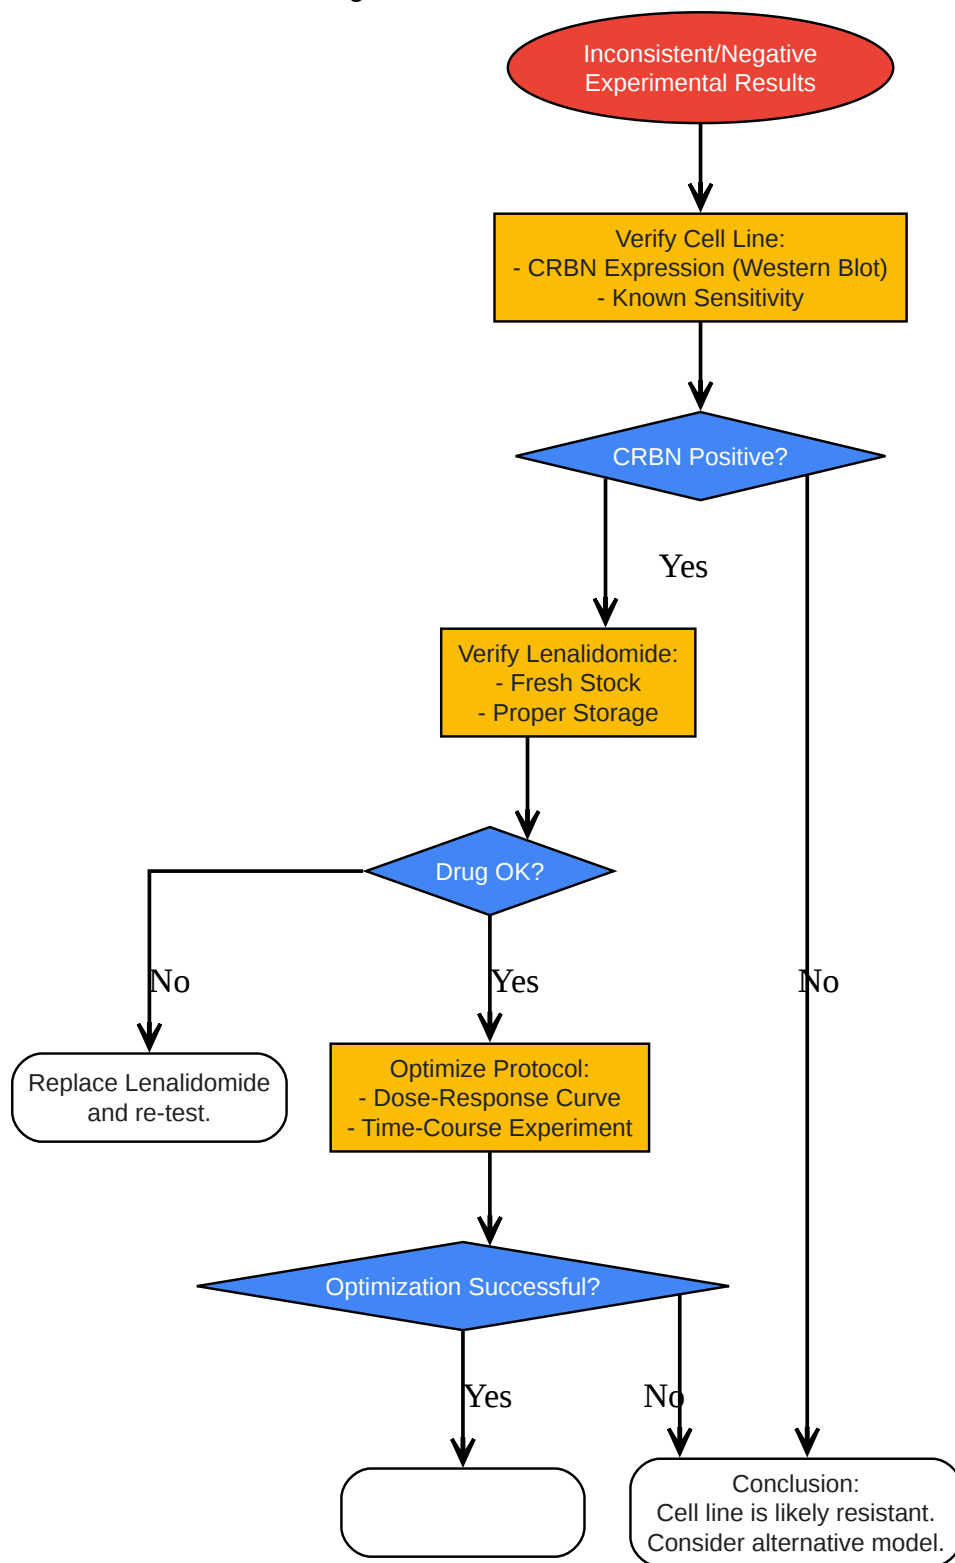 Inconsistent/Negative
Experimental Results
Verify Cell Line:
- CRBN Expression (Western Blot)
- Known Sensitivity
CRBN Positive?
Yes
Verify Lenalidomide:
- Fresh Stock
- Proper Storage
Drug OK?
No
Yes
No
Replace Lenalidomide
and re-test.
Optimize Protocol:
- Dose-Response Curve
- Time-Course Experiment
Optimization Successful?
Yes
No
Conclusion:
Cell line is likely resistant.
Consider alternative model.